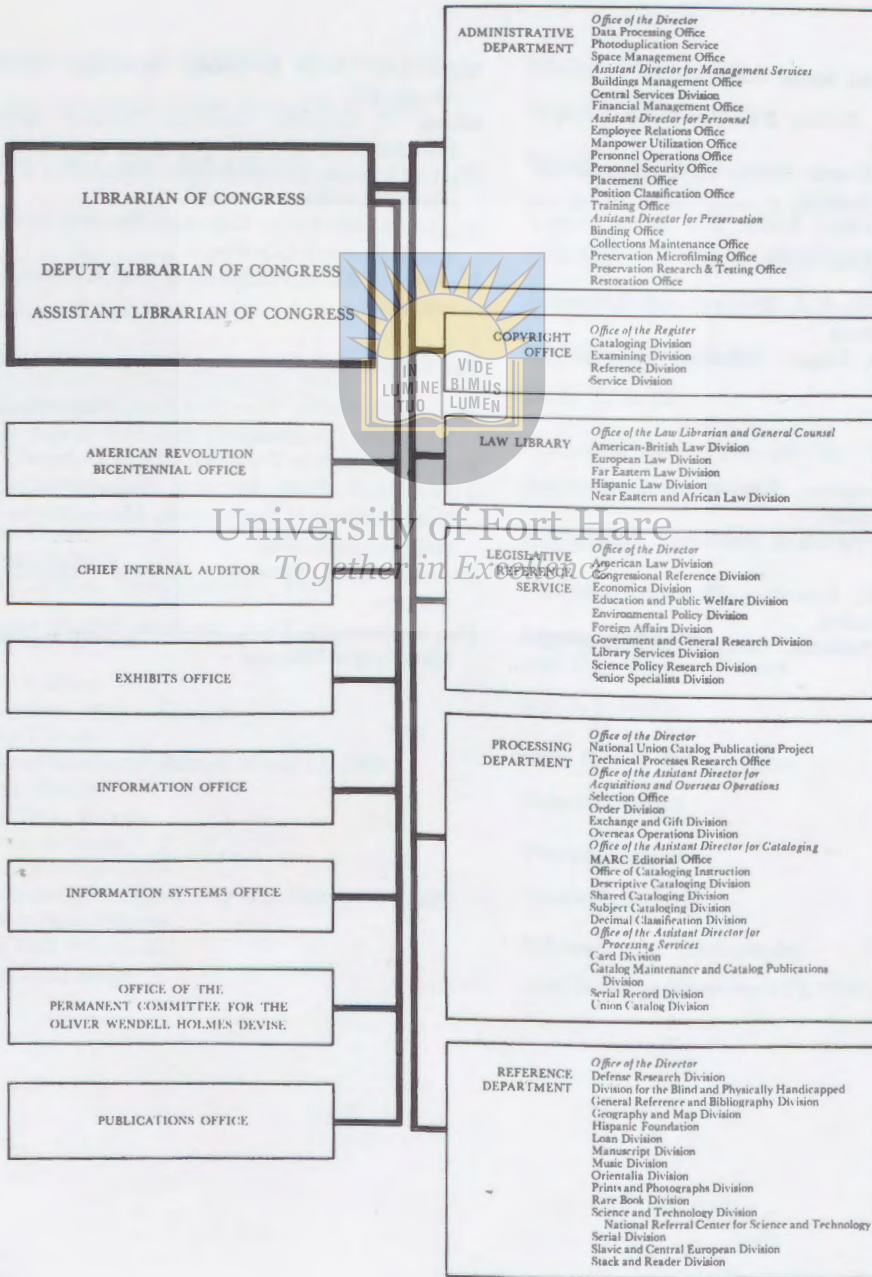 LIBRARIAN OF CONGRESS
DEPUTY LIBRARIAN OF CONGRESS
ASSISTANT LIBRARIAN OF CONGRESS
AMERICAN REVOLUTION
BICENTENNIAL OFFICE
CHIEF INTERNAL AUDITOR
EXHIBITS OFFICE
INFORMATION OFFICE
INFORMATION SYSTEMS OFFICE
OFFICE OF THE
PERMANENT COMMITTEE FOR THE
OLIVER WENDELL HOLMES DEVISE
PUBLICATIONS OFFICE
ADMINISTRATIVE
DEPARTMENT
Office of the Director
Data Processing Office
Photoduplication Service
Space Management Office
Assistant Director for Management Services
Buildings Management Office
Central Services Division
Financial Management Office
Assistant Director for Personnel
Employee Relations Office
Manpower Utilization Office
Personnel Operations Office
Personnel Security Office
Placement Office
Position Classification Office
Training Office
Assistant Director for Preservation
Binding Office
Collections Maintenance Office
Preservation Microfilming Office
Preservation Research & Testing Office
Restoration Office
COPYRIGHT
OFFICE
Office of the Register
Cataloging Division
Examining Division
Reference Division
Service Division
LAW LIBRARY
Office of the Law Librarian and General Counsel
American-British Law Division
European Law Division
Far Eastern Law Division
Hispanic Law Division
Near Eastern and African Law Division
LEGISLATIVE
REFERENCE
SERVICE
Office of the Director
American Law Division
Congressional Reference Division
Economics Division
Education and Public Welfare Division
Environmental Policy Division
Foreign Affairs Division
Government and General Research Division
Library Services Division
Science Policy Research Division
Senior Specialists Division
PROCESSING
DEPARTMENT
Office of the Director
National Union Catalog Publications Project
Technical Processes Research Office
Office of the Assistant Director for
Acquisitions and Overseas Operations
Selection Office
Order Division
Exchange and Gift Division
Overseas Operations Division
Office of the Assistant Director for Cataloging
MARC Editorial Office
Office of Cataloging Instruction
Descriptive Cataloging Division
Shared Cataloging Division
Subject Cataloging Division
Decimal Classification Division
Office of the Assistant Director for
Processing Services
Card Division
Catalog Maintenance and Catalog Publications
Division
Serial Record Division
Union Catalog Division
REFERENCE
DEPARTMENT
Office of the Director
Defense Research Division
Division for the Blind and Physically Handicapped
General Reference and Bibliography Division
Geography and Map Division
Hispanic Foundation
Loan Division
Manuscript Division
Music Division
Orientalia Division
Prints and Photographs Division
Rare Book Division
Science and Technology Division
National Referral Center for Science and Technology
Serial Division
Slavic and Central European Division
Stack and Reader Division
IN
LUMINE
TUO
VIDE
BIMUS
LUMEN
University of Fort Hare
Together in Excellence